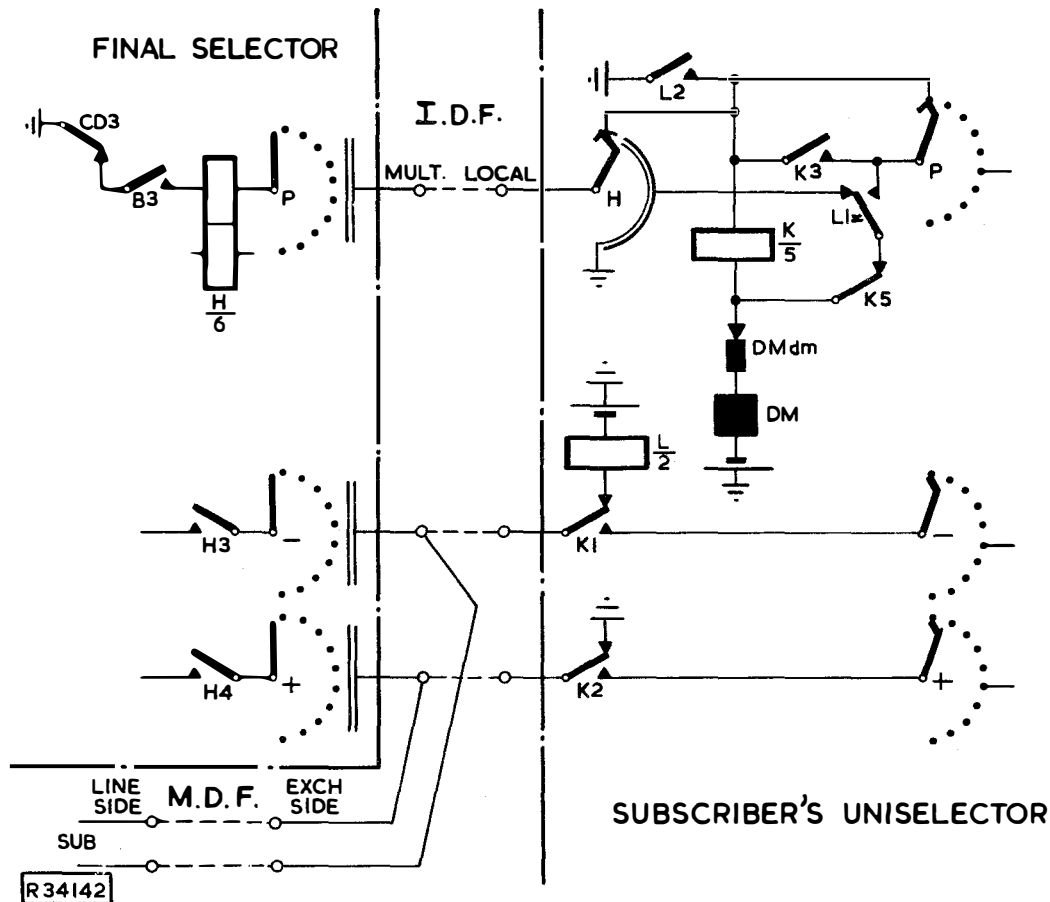 FINAL SELECTOR
I.D.F.
CD3
B3
H
6
P
MULT. LOCAL
H
L2
K3
P
L1x
K
5
K5
DMdm
DM
L
2
H3
-
K1
-
H4
+
K2
+
LINE SIDE
M.D.F.
EXCH SIDE
SUB
SUBSCRIBER'S UNISELECTOR
R34142